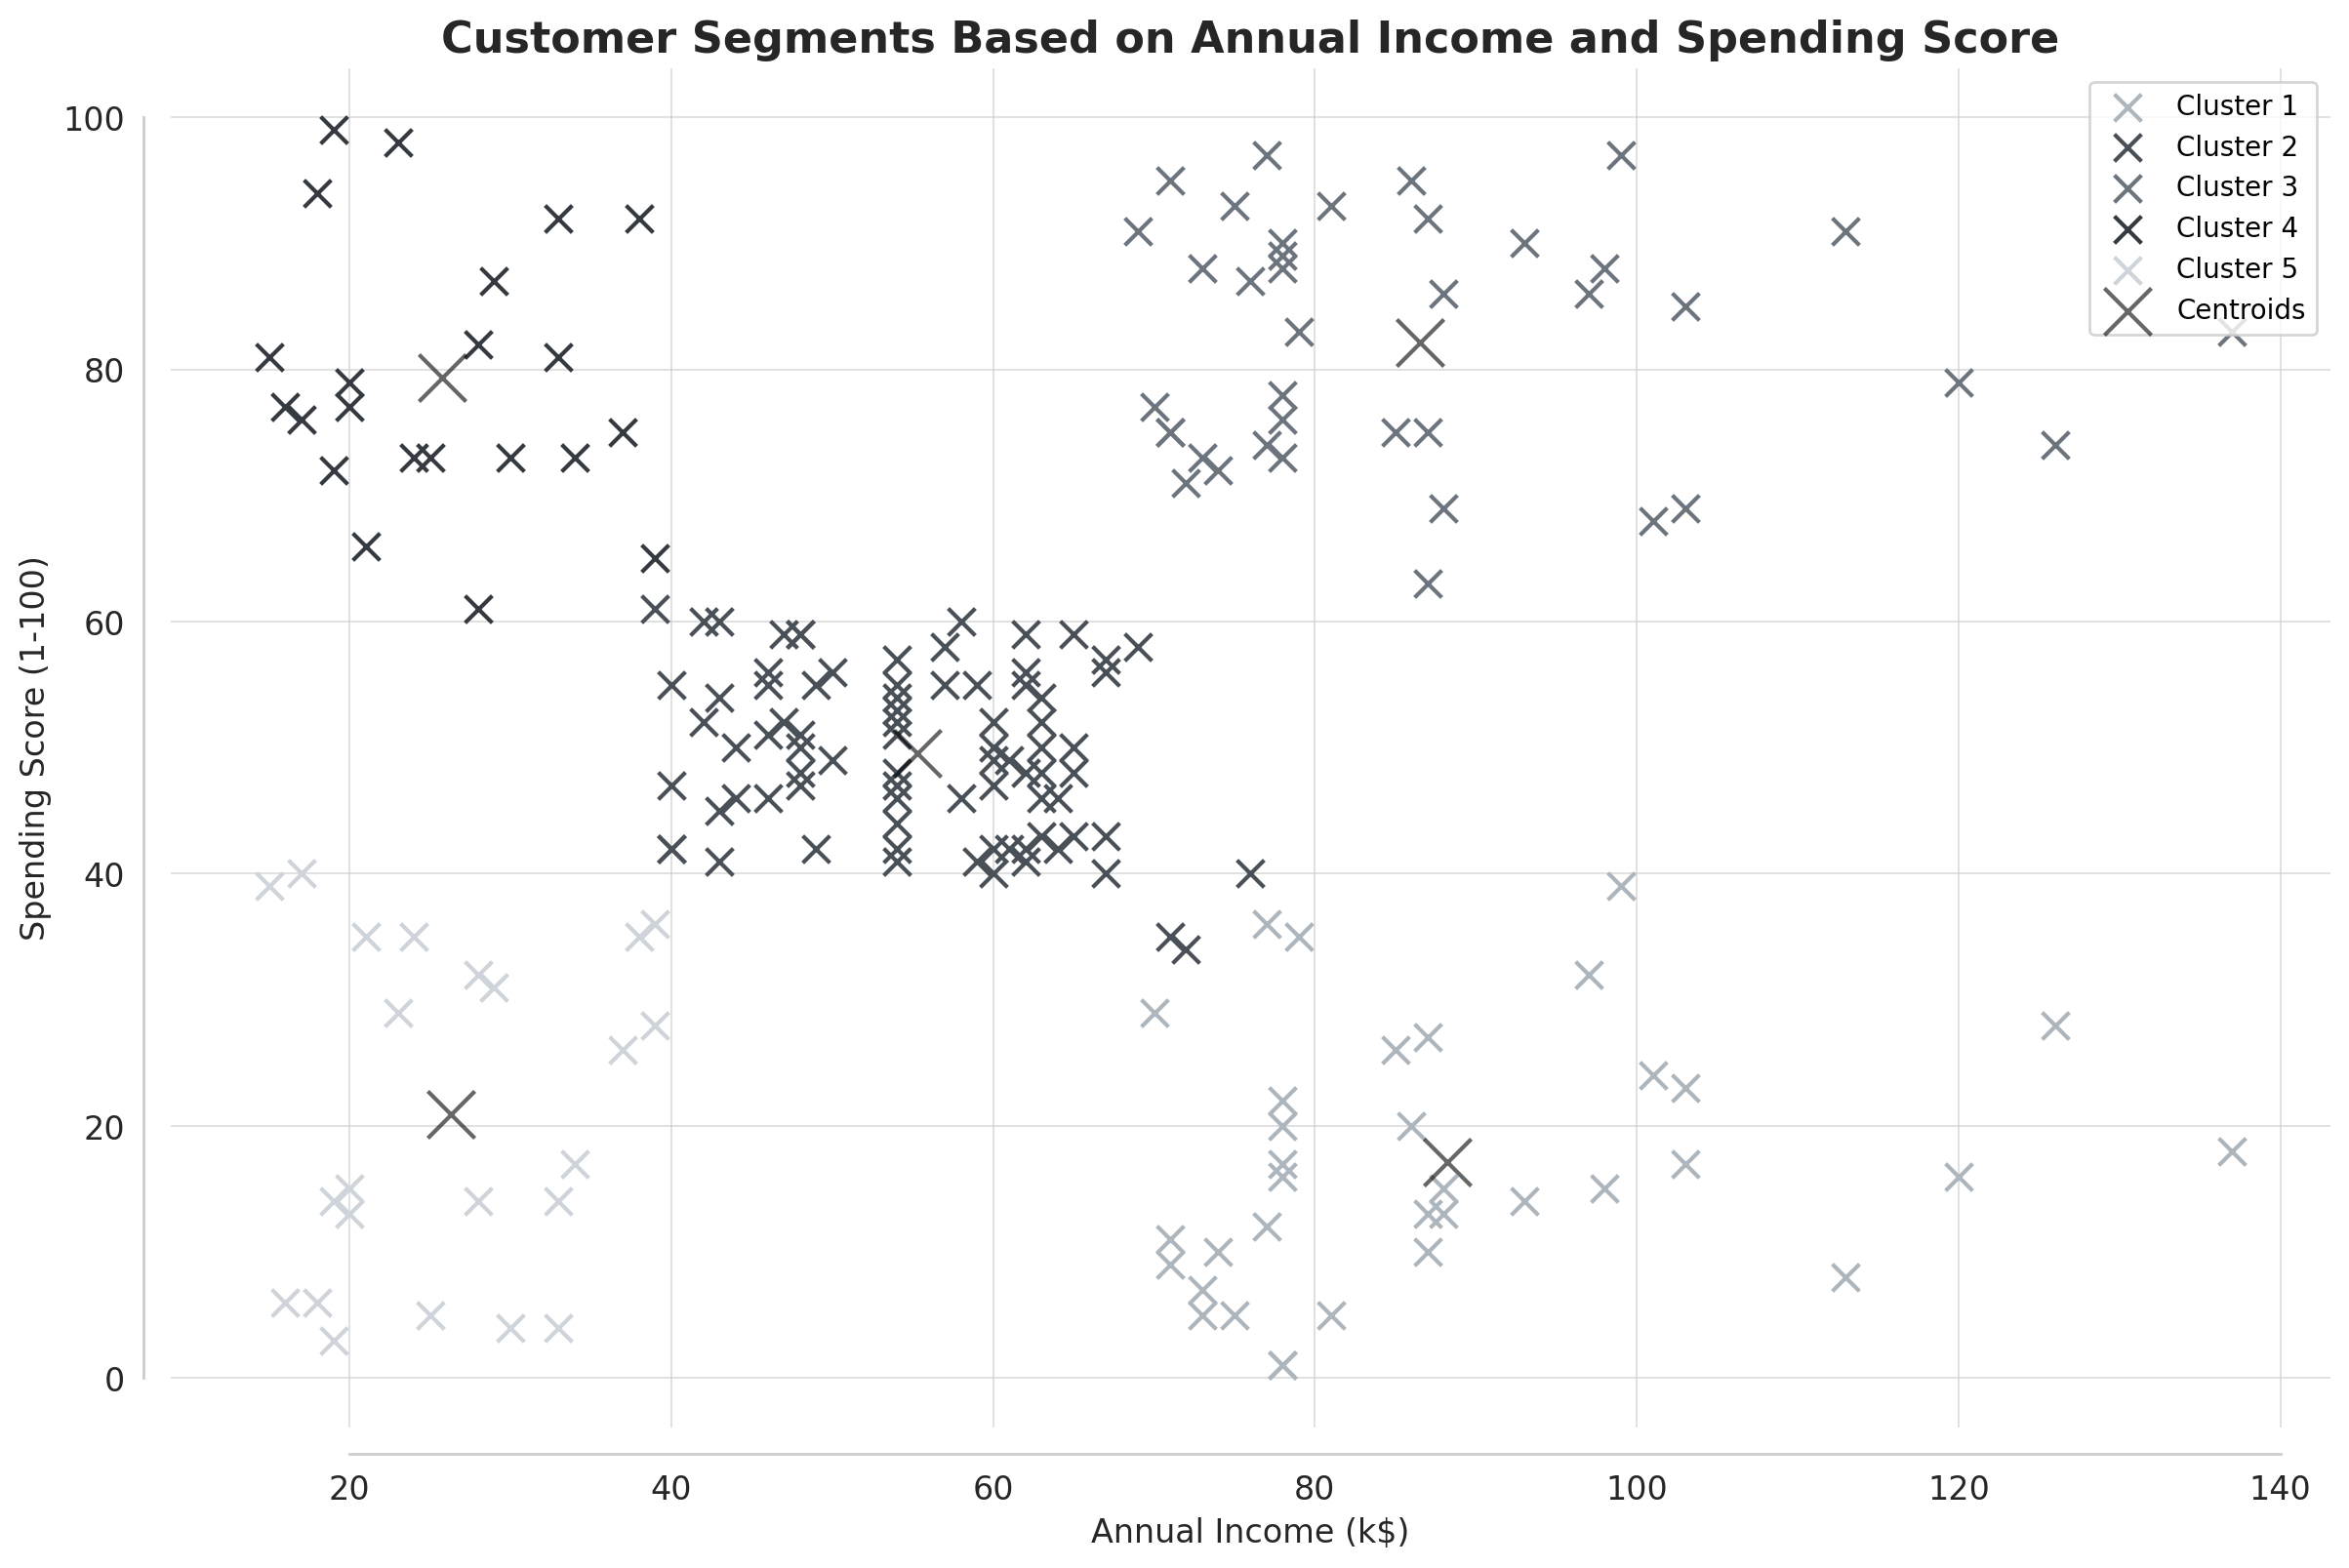 Customer Segments Based on Annual Income and Spending Score
Cluster 1
Cluster 2
Cluster 3
Cluster 4
Cluster 5
Centroids
100
80
60
40
20
0
Spending Score (1-100)
20 40 60 80 100 120 140
Annual Income (k$)